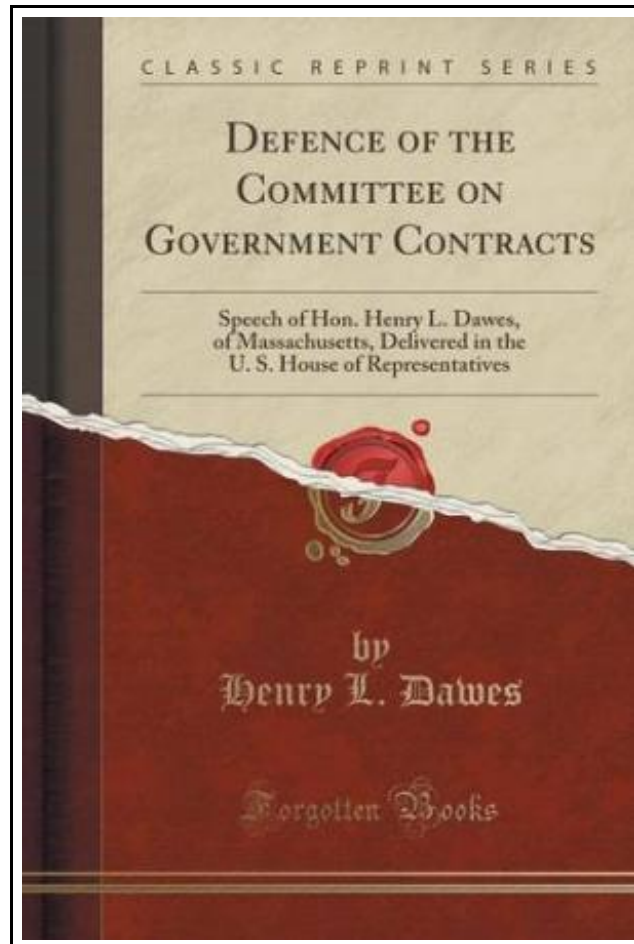 CLASSIC REPRINT SERIES
DEFENCE OF THE
COMMITTEE ON
GOVERNMENT CONTRACTS
Speech of Hon. Henry L. Dawes,
of Massachusetts, Delivered in the
U. S. House of Representatives
by
Henry L. Dawes
Forgotten Books